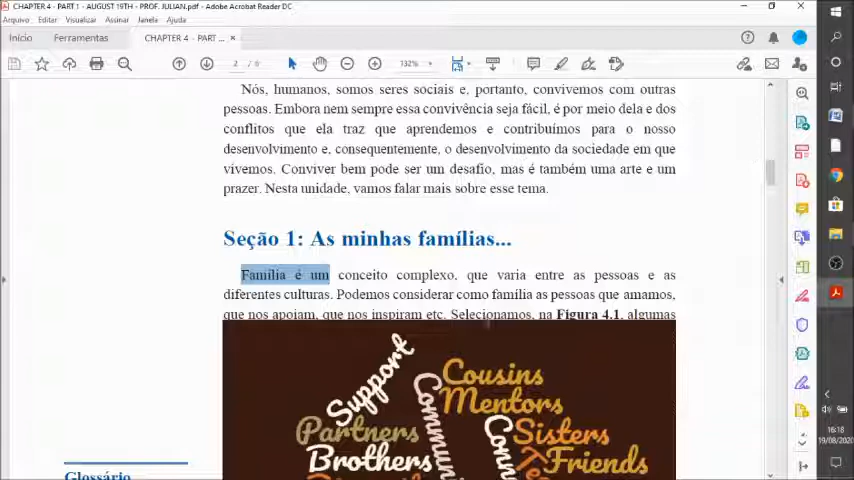 CHAPTER 4 - PART 1 - AUGUST 19TH - PROF. JULIAN.pdf - Adobe Acrobat Reader DC
Arquivo Editar Visualizar Assinar Janela Ajuda
Início Ferramentas CHAPTER 4 - PART ... ×
2 / 8 132%
Nós, humanos, somos seres sociais e, portanto, convivemos com outras
pessoas. Embora nem sempre essa convivência seja fácil, é por meio dela e dos
conflitos que ela traz que aprendemos e contribuímos para o nosso
desenvolvimento e, consequentemente, o desenvolvimento da sociedade em que
vivemos. Conviver bem pode ser um desafio, mas é também uma arte e um
prazer. Nesta unidade, vamos falar mais sobre esse tema.
Seção 1: As minhas famílias...
Família é um conceito complexo, que varia entre as pessoas e as
diferentes culturas. Podemos considerar como família as pessoas que amamos,
que nos apoiam, que nos inspiram etc. Selecionamos, na Figura 4.1, algumas
Support
Cousins
Mentors
Partners
Sisters
Brothers
Friends
Glossário
16:18
19/08/2020